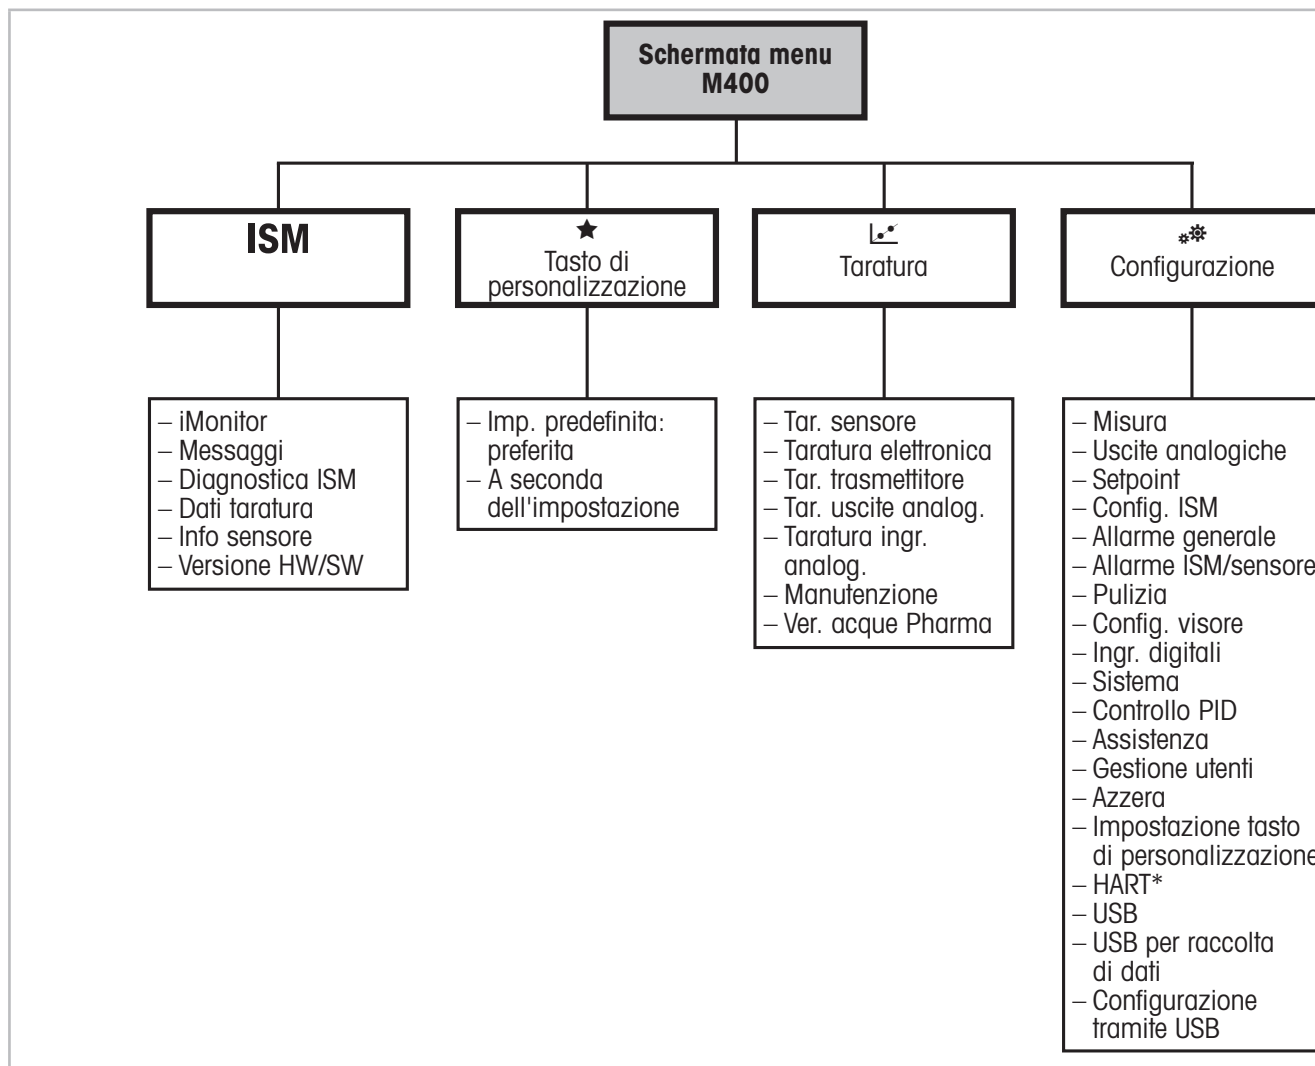 Schermata menu
M400
ISM
Tasto di
personalizzazione
Taratura
Configurazione
– iMonitor
– Messaggi
– Diagnostica ISM
– Dati taratura
– Info sensore
– Versione HW/SW
– Imp. predefinita:
preferita
– A seconda
dell'impostazione
– Tar. sensore
– Taratura elettronica
– Tar. trasmettitore
– Tar. uscite analog.
– Taratura ingr.
analog.
– Manutenzione
– Ver. acque Pharma
– Misura
– Uscite analogiche
– Setpoint
– Config. ISM
– Allarme generale
– Allarme ISM/sensore
– Pulizia
– Config. visore
– Ingr. digitali
– Sistema
– Controllo PID
– Assistenza
– Gestione utenti
– Azzera
– Impostazione tasto
di personalizzazione
– HART*
– USB
– USB per raccolta
di dati
– Configurazione
tramite USB